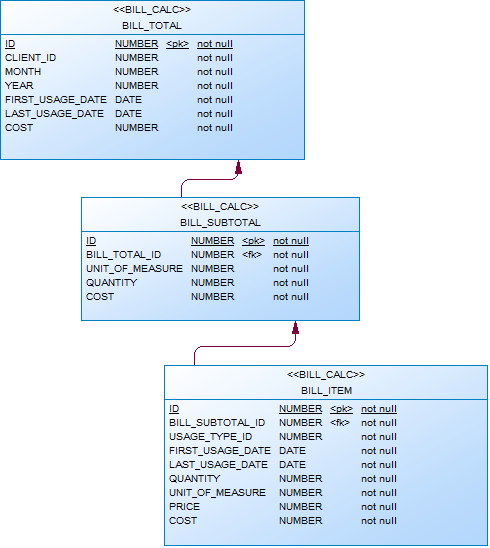 <<BILL_CALC>>
BILL_TOTAL
ID NUMBER <pk> not null
CLIENT_ID NUMBER not null
MONTH NUMBER not null
YEAR NUMBER not null
FIRST_USAGE_DATE DATE not null
LAST_USAGE_DATE DATE not null
COST NUMBER not null
<<BILL_CALC>>
BILL_SUBTOTAL
ID NUMBER <pk> not null
BILL_TOTAL_ID NUMBER <fk> not null
UNIT_OF_MEASURE NUMBER not null
QUANTITY NUMBER not null
COST NUMBER not null
<<BILL_CALC>>
BILL_ITEM
ID NUMBER <pk> not null
BILL_SUBTOTAL_ID NUMBER <fk> not null
USAGE_TYPE_ID NUMBER not null
FIRST_USAGE_DATE DATE not null
LAST_USAGE_DATE DATE not null
QUANTITY NUMBER not null
UNIT_OF_MEASURE NUMBER not null
PRICE NUMBER not null
COST NUMBER not null